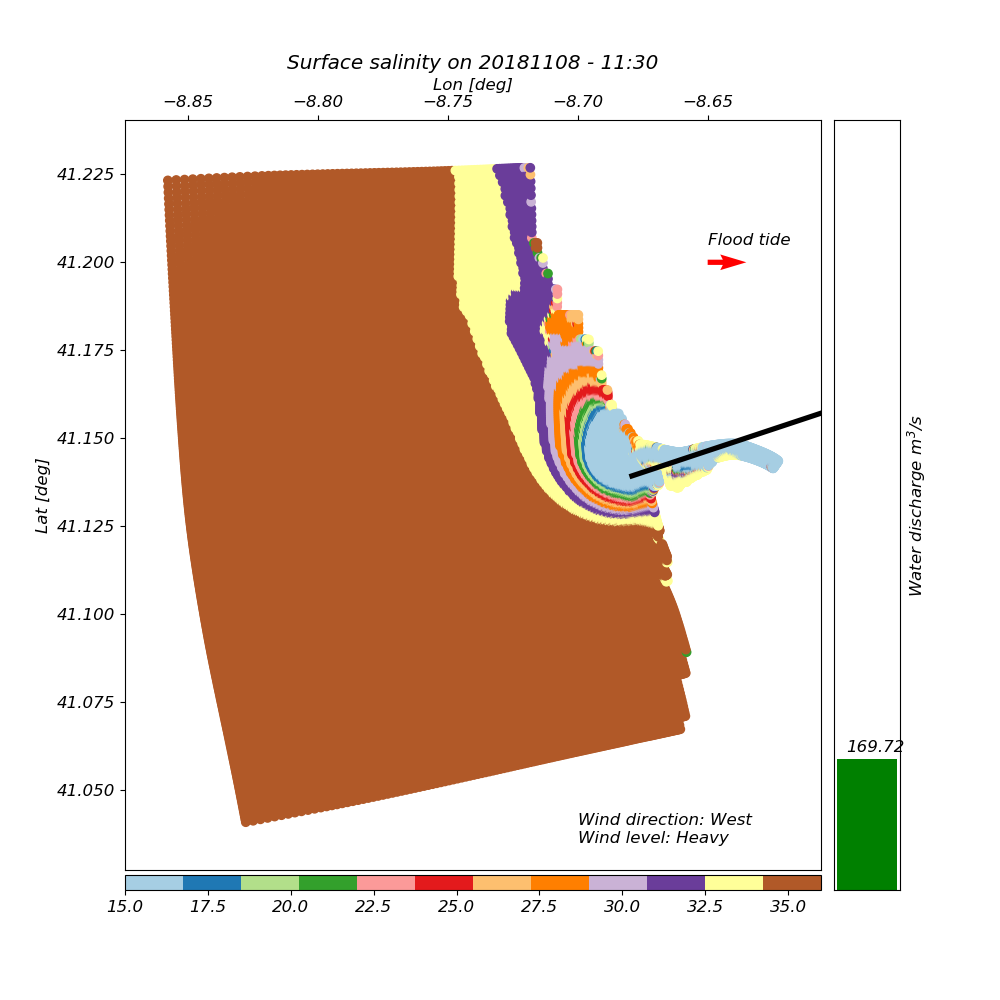 Surface salinity on 20181108 - 11:30
Lon [deg]
−8.85 −8.80 −8.75 −8.70 −8.65
41.225
41.200
41.175
41.150
41.125
41.100
41.075
41.050
Lat [deg]
Flood tide
Wind direction: West
Wind level: Heavy
15.0 17.5 20.0 22.5 25.0 27.5 30.0 32.5 35.0
169.72
Water discharge m³/s